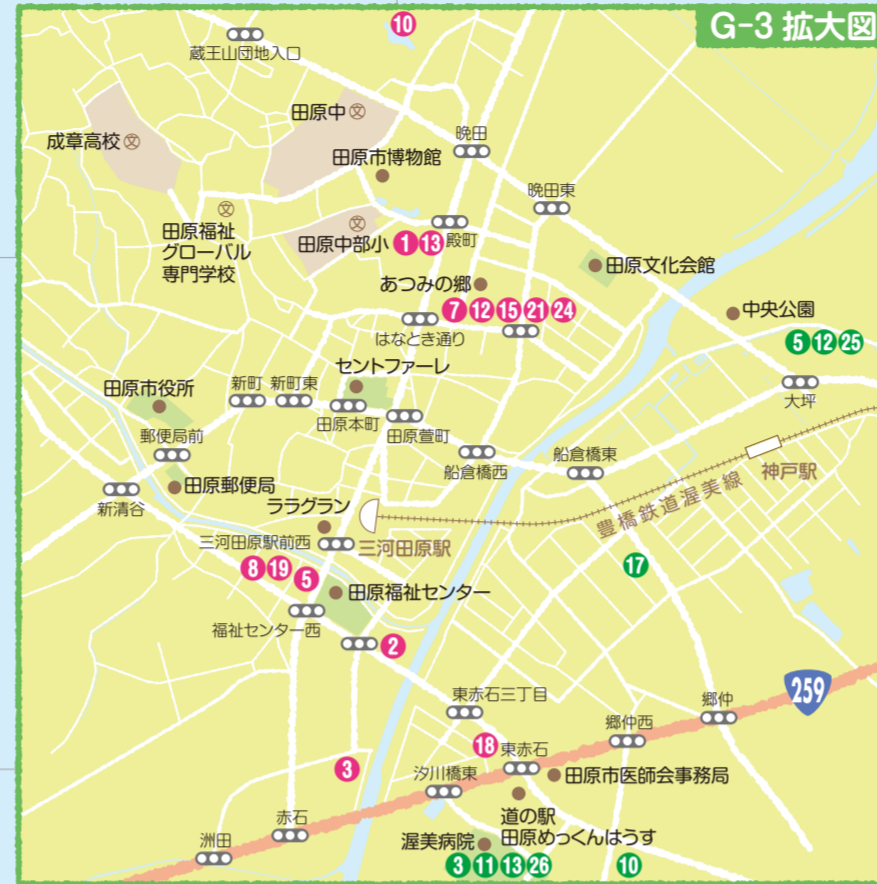 G-3 拡大図
10
蔵王山団地入口
田原中
文
成章高校
文
晩田
田原市博物館
晩田東
文
文
田原福祉
グローバル
専門学校
田原中部小
1 13
殿町
田原文化会館
あつみの郷
7 12 15 21 24
中央公園
はなとき通り
5 12 25
セントファーレ
田原市役所
新町
新町東
大坪
田原本町
田原萱町
郵便局前
船倉橋西
船倉橋東
神戸駅
田原郵便局
新清谷
ララグラン
豊橋鉄道渥美線
三河田原駅前西
三河田原駅
8 19 5
17
田原福祉センター
福祉センター西
2
259
東赤石三丁目
郷仲
郷仲西
18
東赤石
3
汐川橋東
田原市医師会事務局
道の駅
田原めっくんはうす
赤石
洲田
渥美病院
3 11 13 26
10